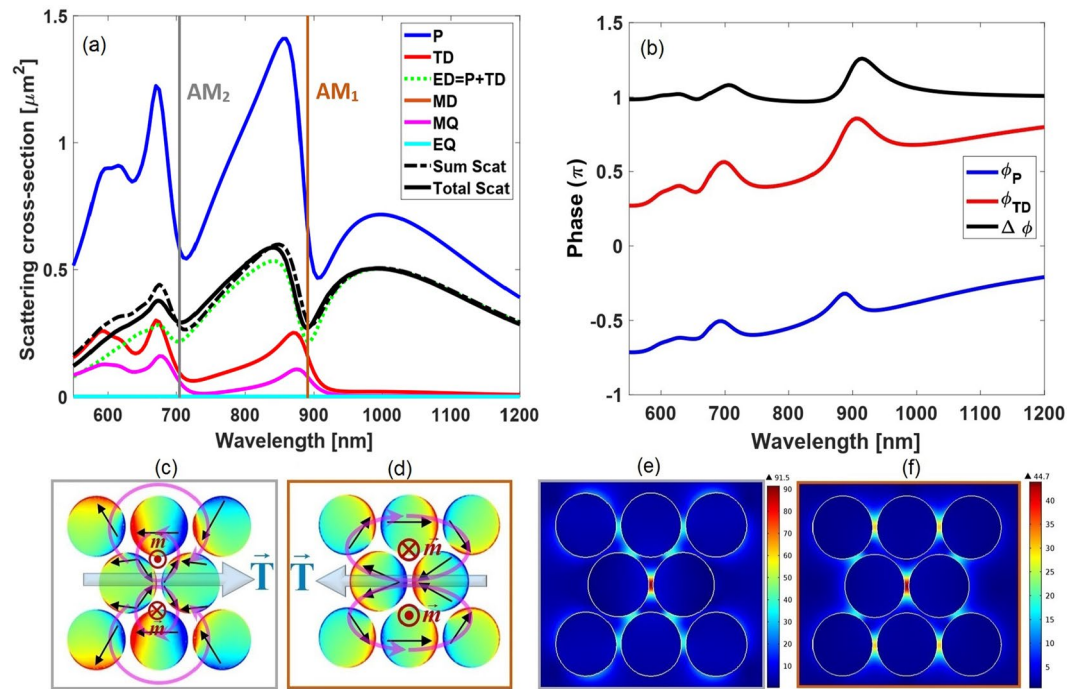 (a)
Scattering cross-section [μm²]
1.5
1
0.5
0
600 700 800 900 1000 1100 1200
Wavelength [nm]
AM₂
AM₁
P
TD
ED=P+TD
MD
MQ
EQ
Sum Scat
Total Scat
(b)
Phase (π)
1.5
1
0.5
0
-0.5
-1
600 700 800 900 1000 1100 1200
Wavelength [nm]
ϕP
ϕTD
Δ ϕ
(c)
m
T
m
(d)
m
T
m
(e)
▲ 91.5
90
80
70
60
50
40
30
20
10
(f)
▲ 44.7
40
35
30
25
20
15
10
5